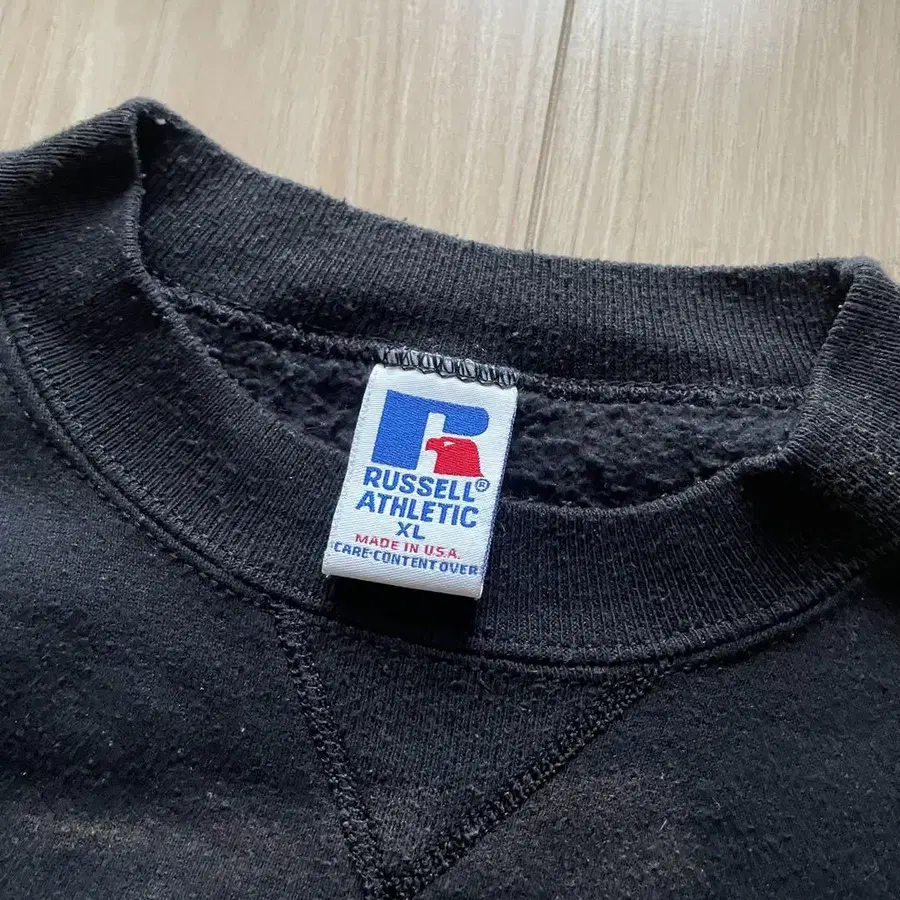 RUSSELL®
ATHLETIC
XL
MADE IN U.S.A.
CARE-CONTENT OVER